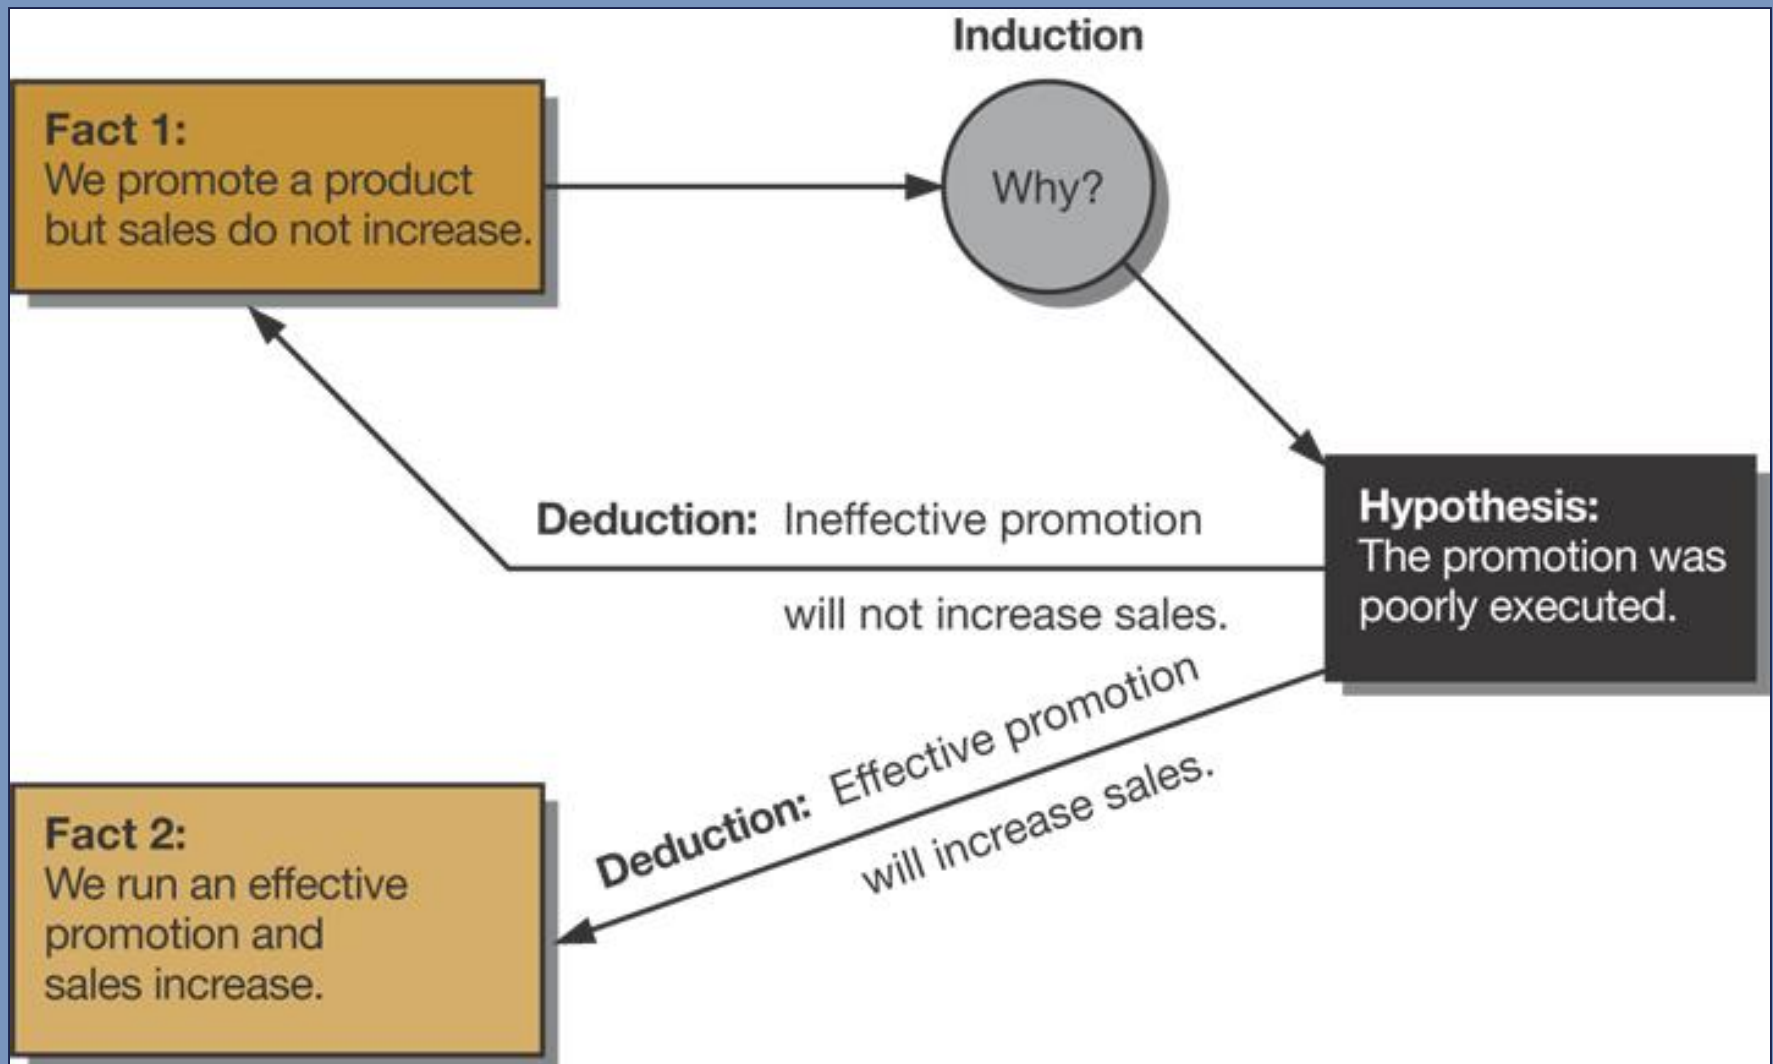 Induction
Fact 1:
We promote a product
but sales do not increase.
Why?
Deduction: Ineffective promotion
will not increase sales.
Hypothesis:
The promotion was
poorly executed.
Deduction: Effective promotion
will increase sales.
Fact 2:
We run an effective
promotion and
sales increase.